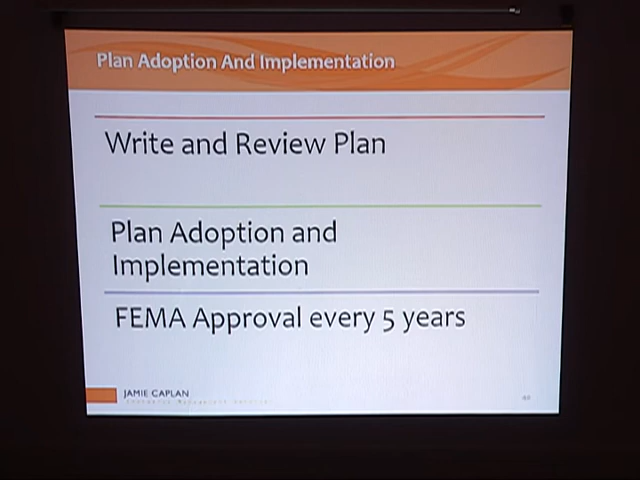 Plan Adoption And Implementation
Write and Review Plan
Plan Adoption and
Implementation
FEMA Approval every 5 years
JAMIE CAPLAN